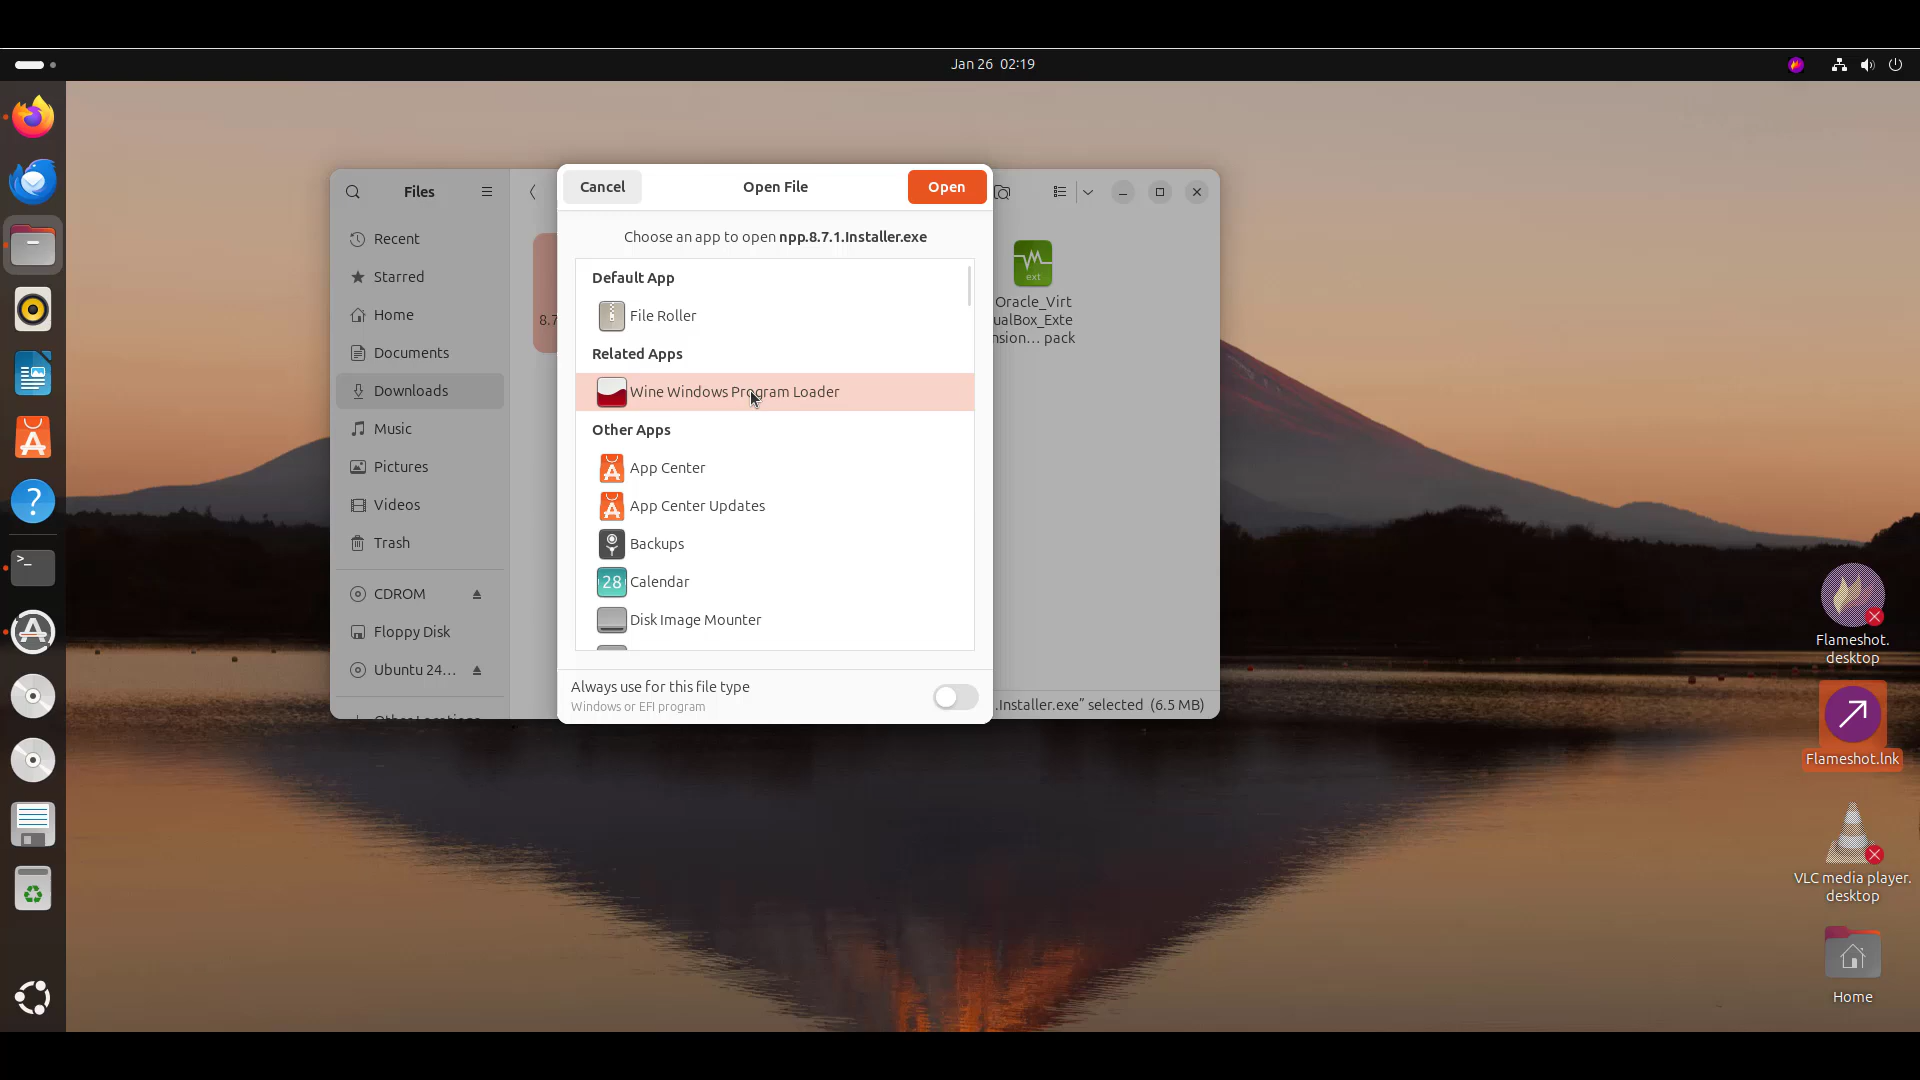 Jan 26 02:19
Files
Cancel
Open File
Open
Choose an app to open npp.8.7.1.Installer.exe
Recent
Starred
Home
Documents
Downloads
Music
Pictures
Videos
Trash
CDROM
Floppy Disk
Ubuntu 24...
8.7
Default App
File Roller
Related Apps
Wine Windows Program Loader
Other Apps
App Center
App Center Updates
Backups
28
Calendar
Disk Image Mounter
Always use for this file type
Windows or EFI program
ext
Oracle_Virt
ualBox_Exte
nsion... pack
.Installer.exe” selected (6.5 MB)
Flameshot.
desktop
Flameshot.lnk
VLC media player.
desktop
Home